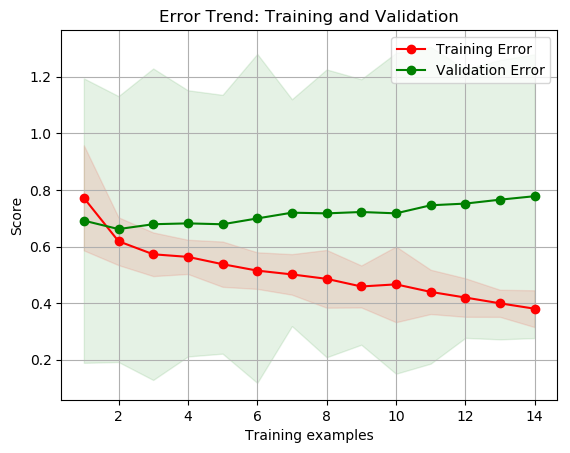 Error Trend: Training and Validation
Training Error
Validation Error
Score
1.2
1.0
0.8
0.6
0.4
0.2
2 4 6 8 10 12 14
Training examples